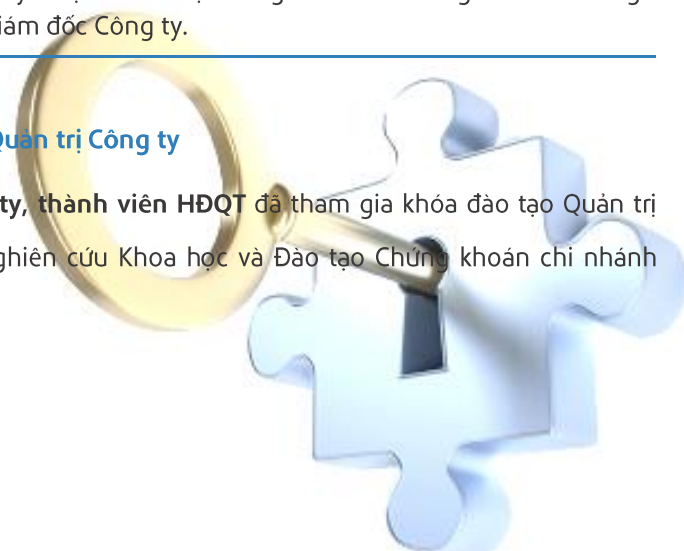 iám đốc Công ty.
Quản trị Công ty
ty, thành viên HĐQT đã tham gia khóa đào tạo Quản trị
ghiên cứu Khoa học và Đào tạo Chứng khoán chi nhánh